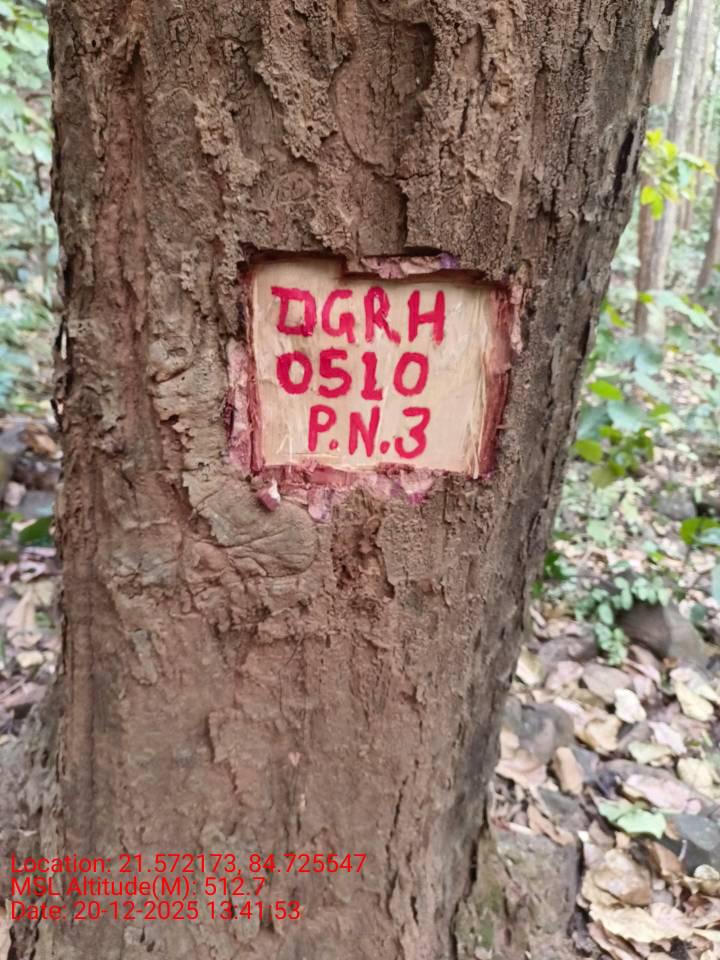 DGRH
0510
P.N.3
Location: 21.572173, 84.725547
MSL Altitude(M): 512.7
Date: 20-12-2025 13:41:53